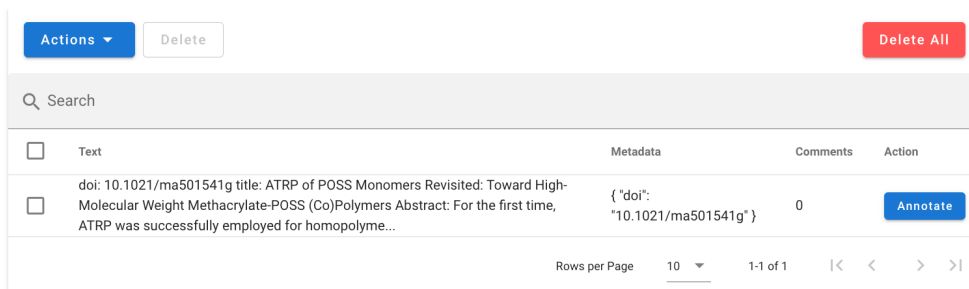 Actions Delete Delete All
Search
Text Metadata Comments Action
doi: 10.1021/ma501541g title: ATRP of POSS Monomers Revisited: Toward High-
Molecular Weight Methacrylate-POSS (Co)Polymers Abstract: For the first time,
ATRP was successfully employed for homopolyme...
{ "doi":
"10.1021/ma501541g" }
0
Annotate
Rows per Page 10 1-1 of 1